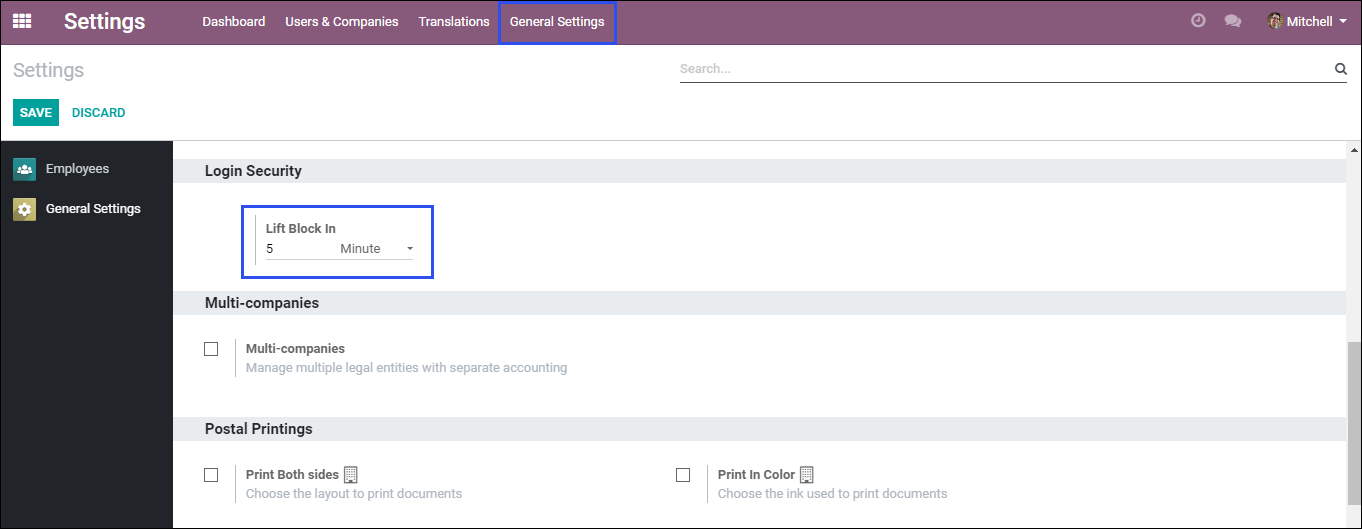 Settings Dashboard Users & Companies Translations General Settings Mitchell
Settings Search...
SAVE DISCARD
Employees
General Settings
Login Security
Lift Block In
5 Minute
Multi-companies
Multi-companies
Manage multiple legal entities with separate accounting
Postal Printings
Print Both sides Print In Color
Choose the layout to print documents Choose the ink used to print documents